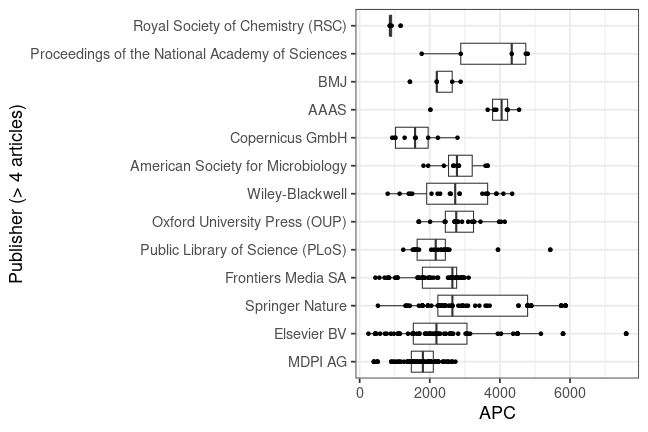 Publisher (> 4 articles)
Royal Society of Chemistry (RSC)
Proceedings of the National Academy of Sciences
BMJ
AAAS
Copernicus GmbH
American Society for Microbiology
Wiley-Blackwell
Oxford University Press (OUP)
Public Library of Science (PLoS)
Frontiers Media SA
Springer Nature
Elsevier BV
MDPI AG
0 2000 4000 6000
APC